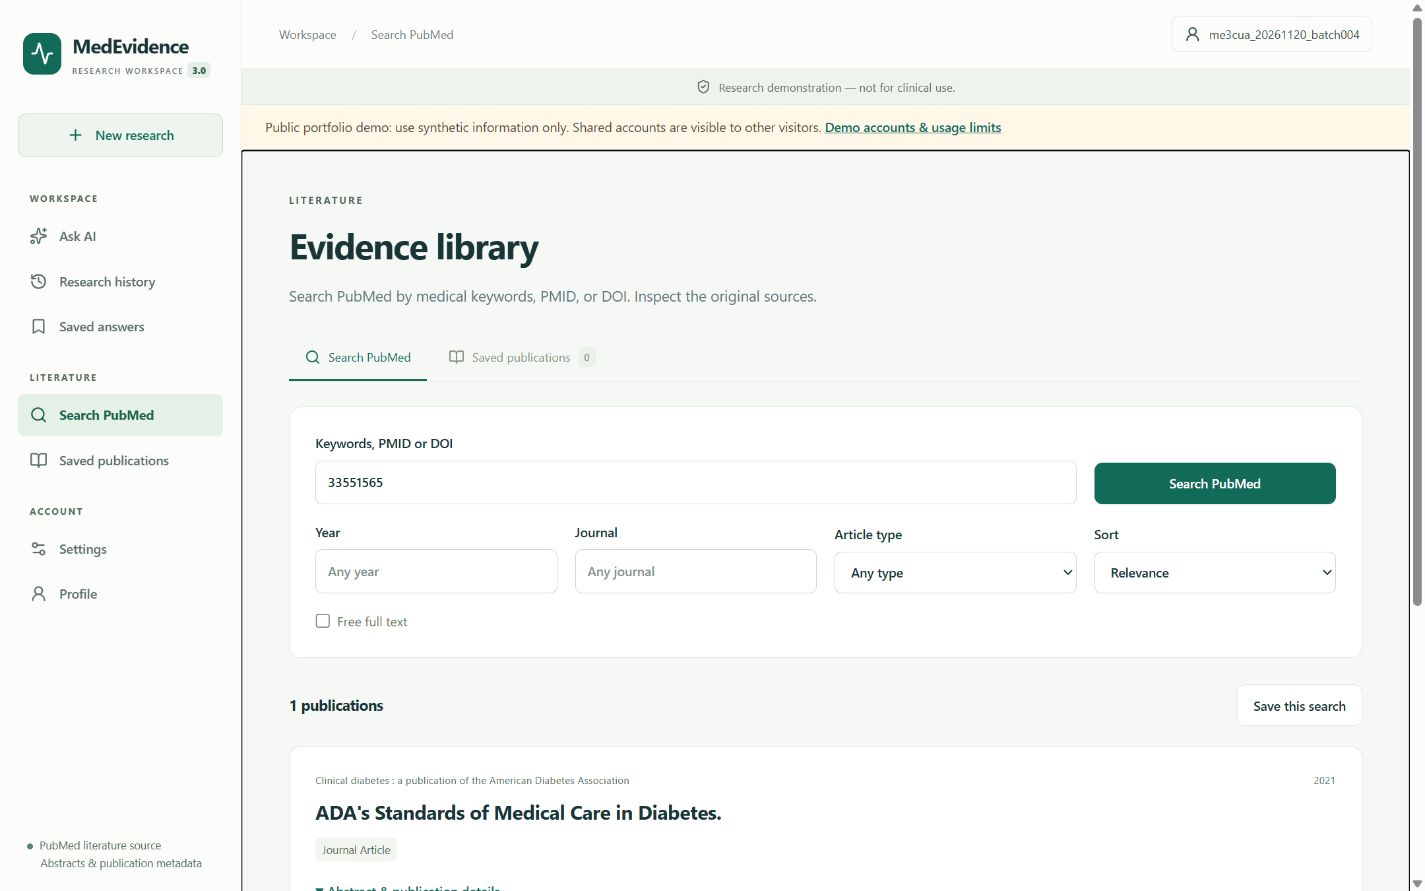 MedEvidence
RESEARCH WORKSPACE 3.0
New research
WORKSPACE
Ask AI
Research history
Saved answers
LITERATURE
Search PubMed
Saved publications
ACCOUNT
Settings
Profile
PubMed literature source
Abstracts & publication metadata
Workspace / Search PubMed
me3cua_20261120_batch004
Research demonstration — not for clinical use.
Public portfolio demo: use synthetic information only. Shared accounts are visible to other visitors. Demo accounts & usage limits
LITERATURE
Evidence library
Search PubMed by medical keywords, PMID, or DOI. Inspect the original sources.
Search PubMed
Saved publications 0
Keywords, PMID or DOI
33551565
Search PubMed
Year
Journal
Article type
Sort
Any year
Any journal
Any type
Relevance
Free full text
1 publications
Save this search
Clinical diabetes : a publication of the American Diabetes Association
2021
ADA's Standards of Medical Care in Diabetes.
Journal Article
Abstract & publication details